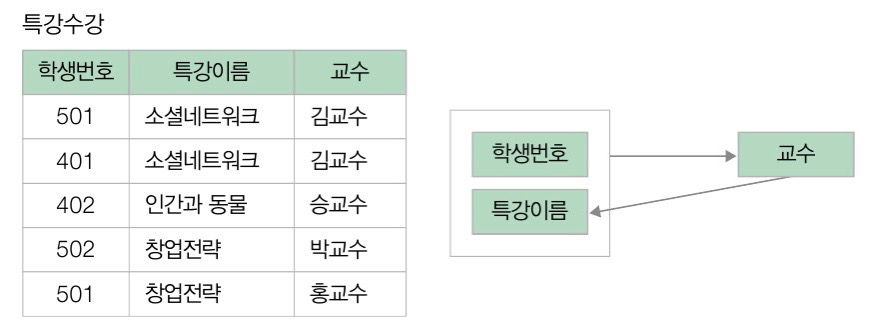 특강수강
학생번호 특강이름 교수
501 소셜네트워크 김교수
401 소셜네트워크 김교수
402 인간과 동물 승교수
502 창업전략 박교수
501 창업전략 홍교수
학생번호 교수
특강이름